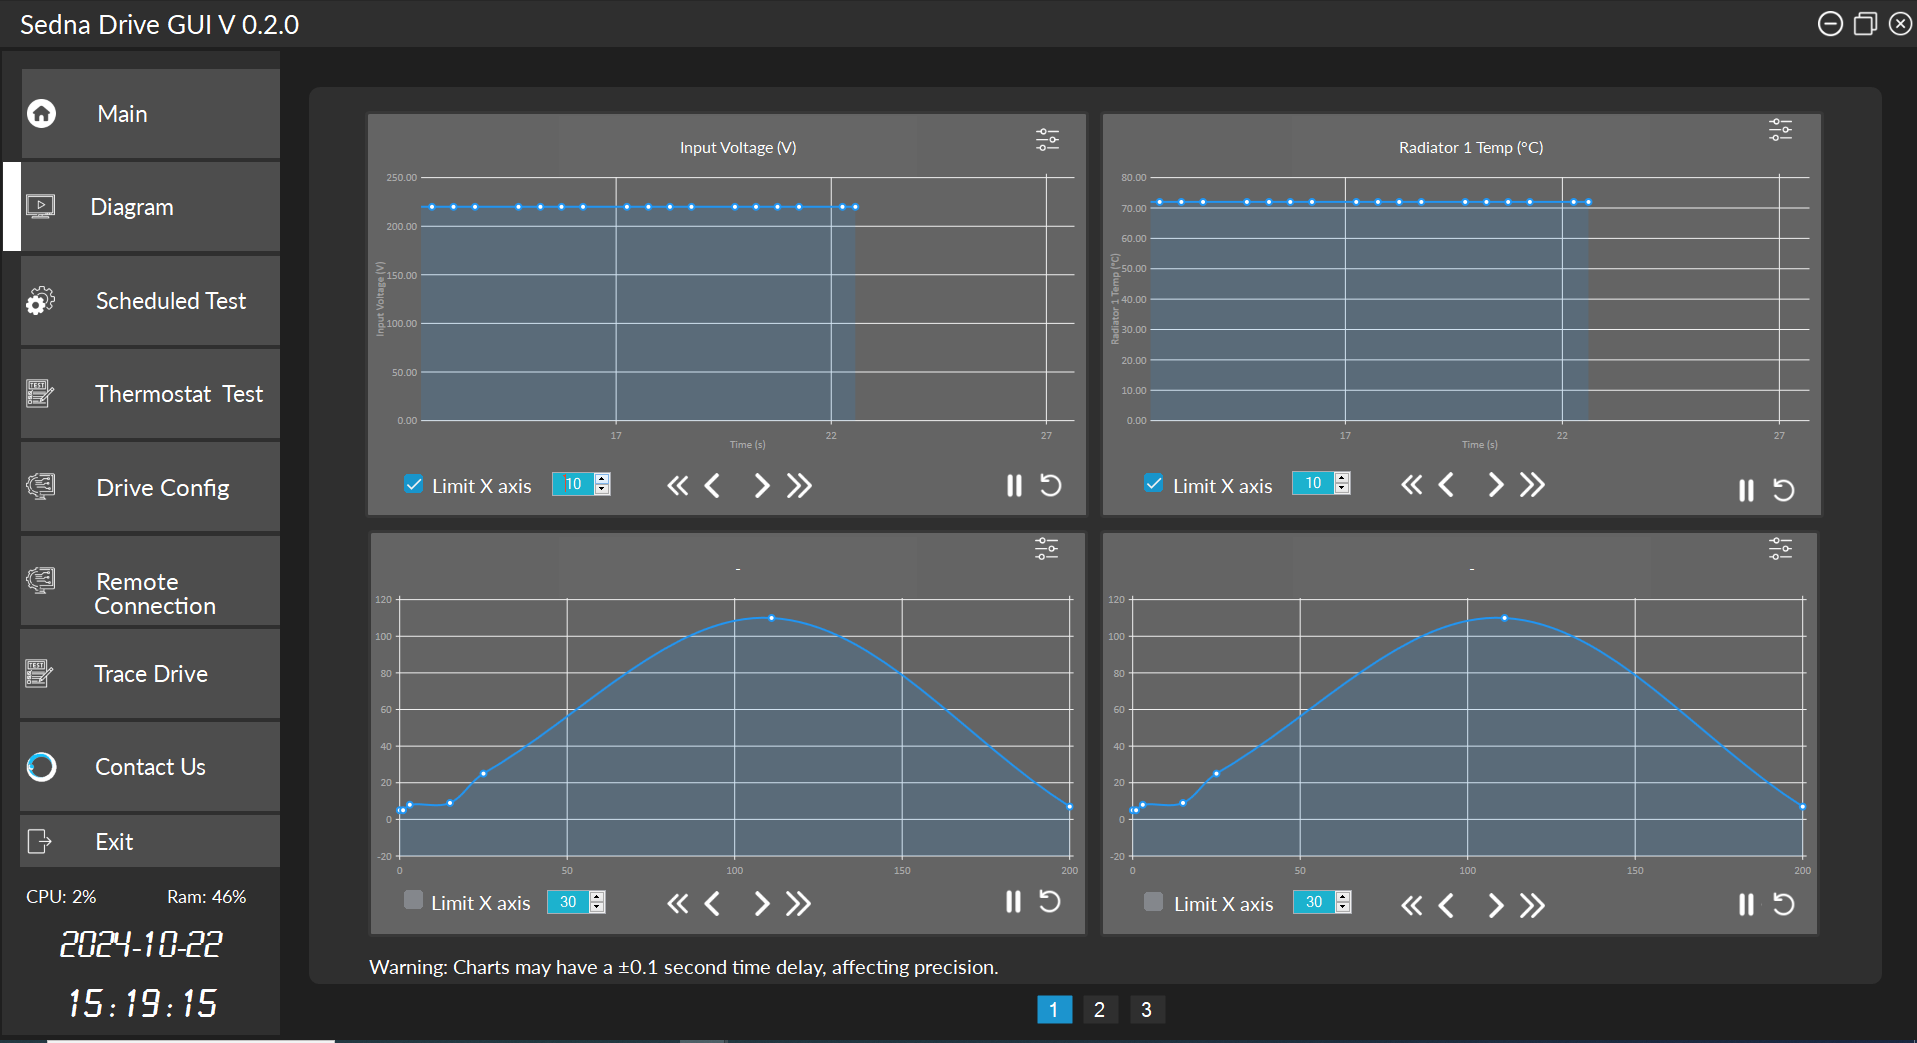 Sedna Drive GUI V 0.2.0
Main
Diagram
Scheduled Test
Thermostat  Test
Drive Config
Remote
Connection
Trace Drive
Contact Us
Exit
CPU: 2%
Ram: 46%
2024-10-22
15:19:15
Input Voltage (V)
250.00
200.00
150.00
100.00
50.00
0.00
Input Voltage (V)
17
22
27
Time (s)
Limit X axis
10
Radiator 1 Temp (°C)
80.00
70.00
60.00
50.00
40.00
30.00
20.00
10.00
0.00
Radiator 1 Temp (°C)
17
22
27
Time (s)
Limit X axis
10
-
120
100
80
60
40
20
0
-20
0
50
100
150
200
Limit X axis
30
-
120
100
80
60
40
20
0
-20
0
50
100
150
200
Limit X axis
30
Warning: Charts may have a ±0.1 second time delay, affecting precision.
1
2
3